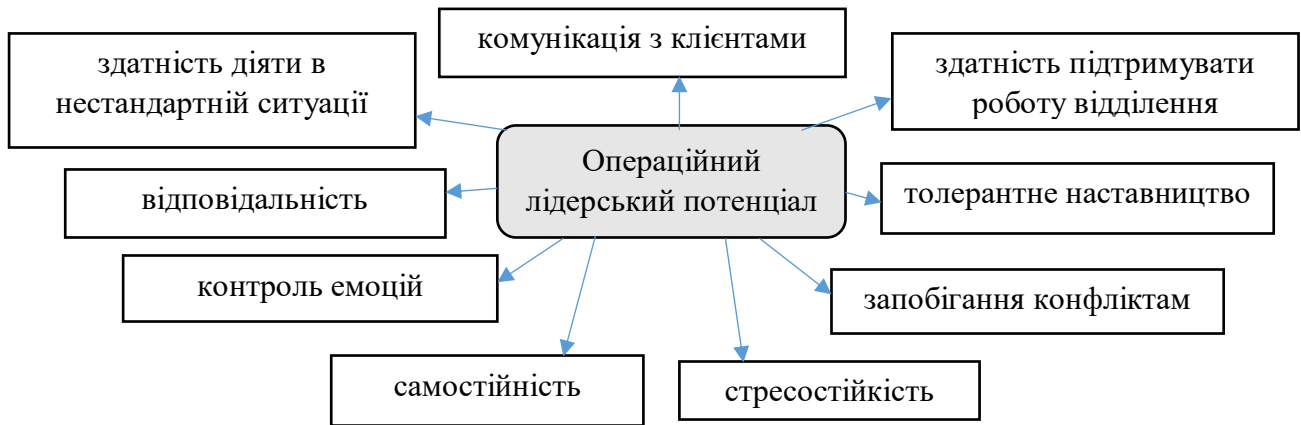 комунікація з клієнтами
здатність діяти в
нестандартній ситуації
здатність підтримувати
роботу відділення
Операційний
лідерський потенціал
відповідальність
толерантне наставництво
контроль емоцій
запобігання конфліктам
самостійність
стресостійкість